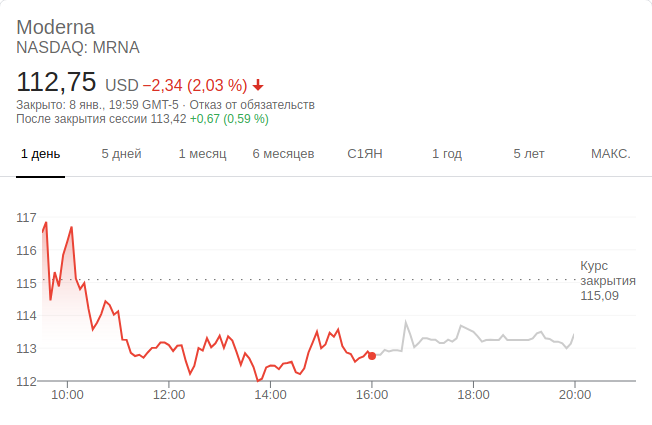 Moderna
NASDAQ: MRNA
112,75 USD −2,34 (2,03 %)
Закрыто: 8 янв., 19:59 GMT-5 · Отказ от обязательств
После закрытия сессии 113,42 +0,67 (0,59 %)
1 день 5 дней 1 месяц 6 месяцев С1ЯН 1 год 5 лет МАКС.
117
116
115
114
113
112
Курс
закрытия
115,09
10:00 12:00 14:00 16:00 18:00 20:00